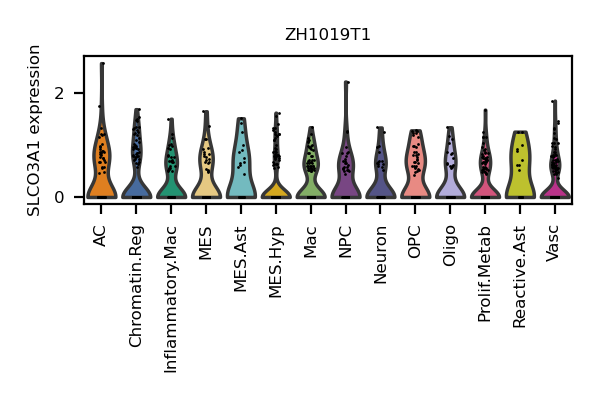 ZH1019T1
SLCO3A1 expression
2
0
AC
Chromatin.Reg
Inflammatory.Mac
MES
MES.Ast
MES.Hyp
Mac
NPC
Neuron
OPC
Oligo
Prolif.Metab
Reactive.Ast
Vasc